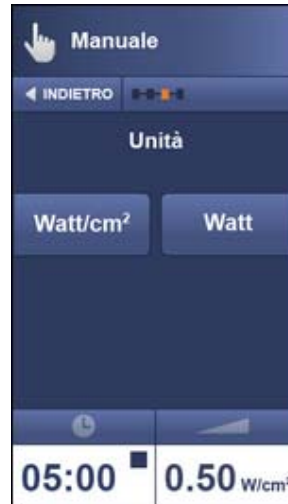 Manuale
INDIETRO
Unità
Watt/cm² Watt
05:00 0.50 W/cm²